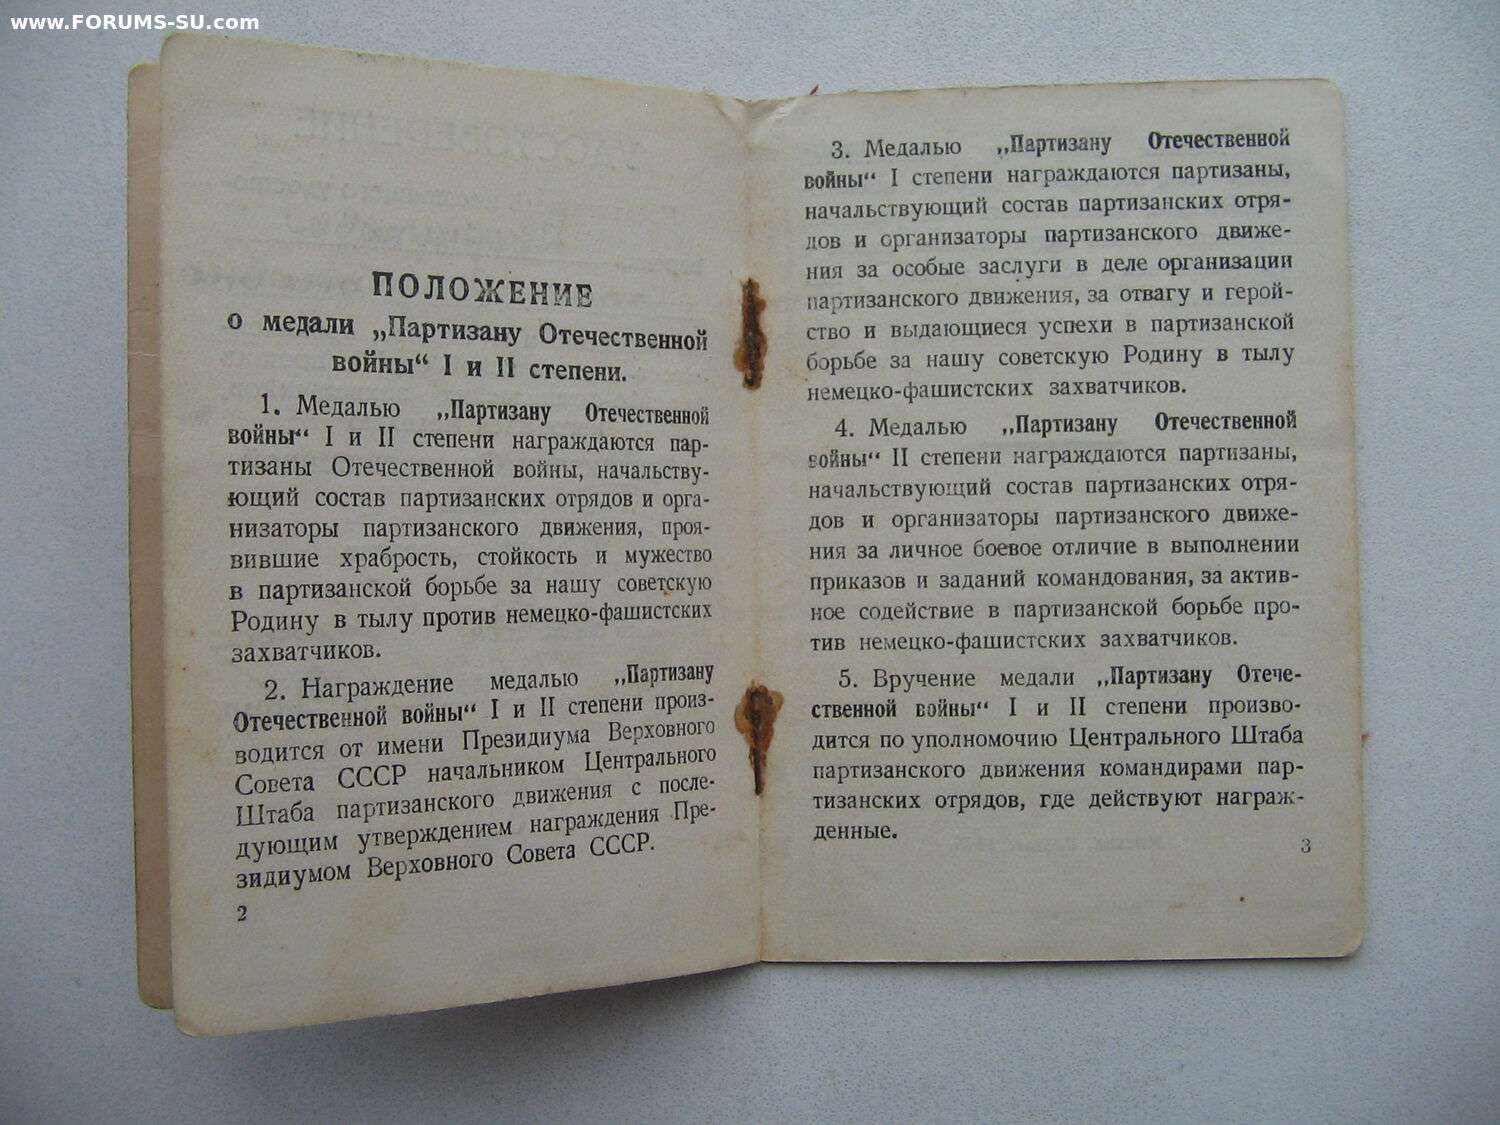 www.FORUMS-SU.com
ПОЛОЖЕНИЕ
о медали „Партизану Отечественной
войны“ I и II степени.
1. Медалью „Партизану Отечественной
войны“ I и II степени награждаются пар-
тизаны Отечественной войны, начальству-
ющий состав партизанских отрядов и орга-
низаторы партизанского движения, проя-
вившие храбрость, стойкость и мужество
в партизанской борьбе за нашу советскую
Родину в тылу против немецко-фашистских
захватчиков.
2. Награждение медалью „Партизану
Отечественной войны“ I и II степени произ-
водится от имени Президиума Верховного
Совета СССР начальником Центрального
Штаба партизанского движения с после-
дующим утверждением награждения Пре-
зидиумом Верховного Совета СССР.
2
3. Медалью „Партизану Отечественной
войны“ I степени награждаются партизаны,
начальствующий состав партизанских отря-
дов и организаторы партизанского движе-
ния за особые заслуги в деле организации
партизанского движения, за отвагу и герой-
ство и выдающиеся успехи в партизанской
борьбе за нашу советскую Родину в тылу
немецко-фашистских захватчиков.
4. Медалью „Партизану Отечественной
войны“ II степени награждаются партизаны,
начальствующий состав партизанских отря-
дов и организаторы партизанского движе-
ния за личное боевое отличие в выполнении
приказов и заданий командования, за актив-
ное содействие в партизанской борьбе про-
тив немецко-фашистских захватчиков.
5. Вручение медали „Партизану Отече-
ственной войны“ I и II степени произво-
дится по уполномочию Центрального Штаба
партизанского движения командирами пар-
тизанских отрядов, где действуют награж-
денные.
3